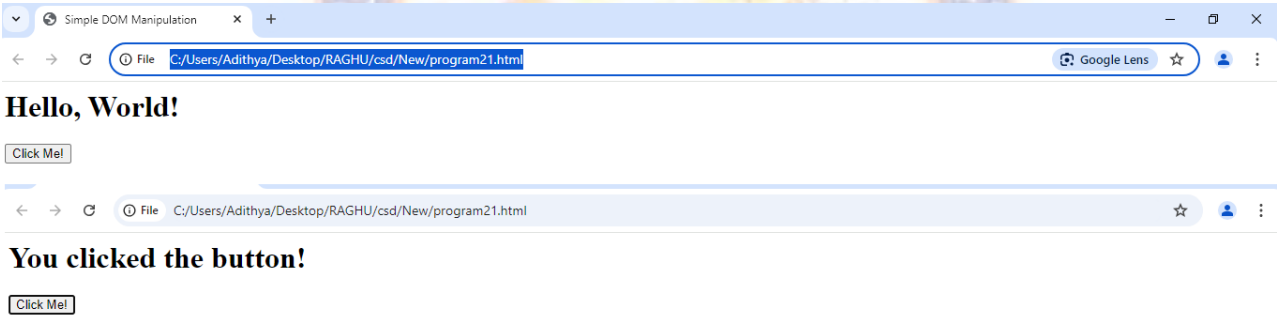 Simple DOM Manipulation
File C:/Users/Adithya/Desktop/RAGHU/csd/New/program21.html Google Lens
Hello, World!
Click Me!
File C:/Users/Adithya/Desktop/RAGHU/csd/New/program21.html
You clicked the button!
Click Me!